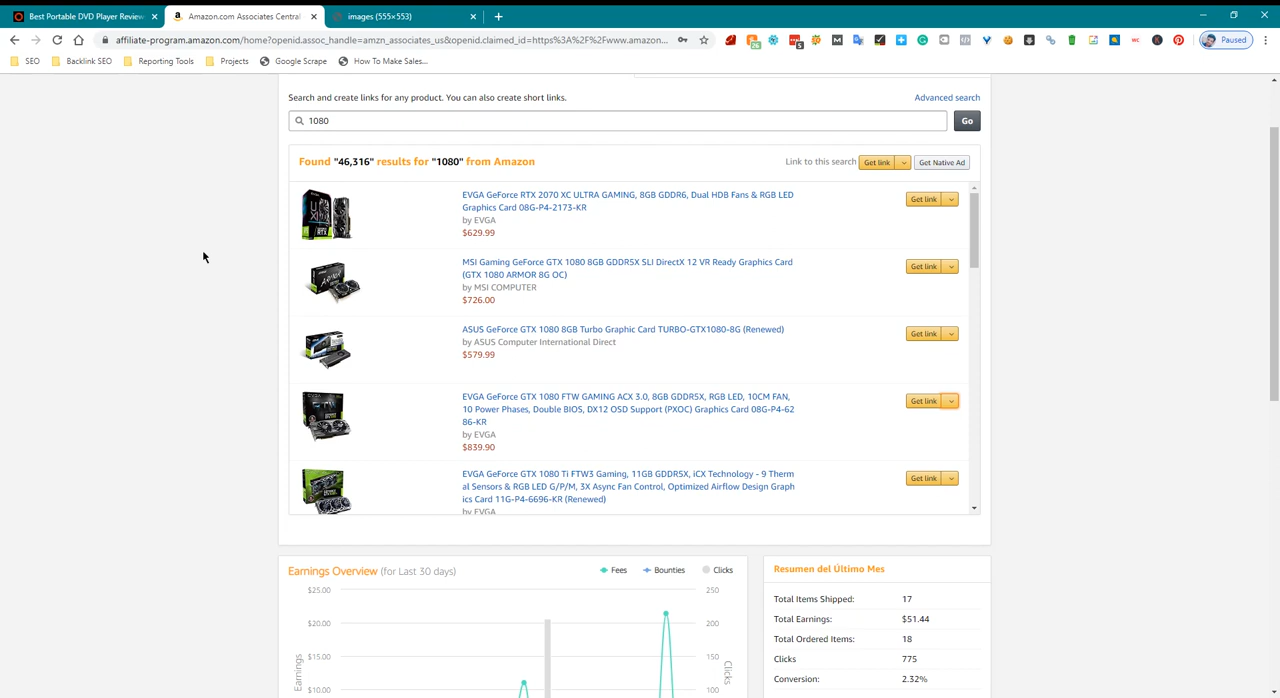 Best Portable DVD Player Review
Amazon.com Associates Central
images (555×553)
affiliate-program.amazon.com/home?openid.assoc_handle=amzn_associates_us&openid.claimed_id=https%3A%2F%2Fwww.amazon...
Paused
SEO
Backlink SEO
Reporting Tools
Projects
Google Scrape
How To Make Sales...
Search and create links for any product. You can also create short links.
Advanced search
1080
Go
Found "46,316" results for "1080" from Amazon
Link to this search
Get link
Get Native Ad
EVGA GeForce RTX 2070 XC ULTRA GAMING, 8GB GDDR6, Dual HDB Fans & RGB LED
Graphics Card 08G-P4-2173-KR
by EVGA
$629.99
Get link
MSI Gaming GeForce GTX 1080 8GB GDDR5X SLI DirectX 12 VR Ready Graphics Card
(GTX 1080 ARMOR 8G OC)
by MSI COMPUTER
$726.00
Get link
ASUS GeForce GTX 1080 8GB Turbo Graphic Card TURBO-GTX1080-8G (Renewed)
by ASUS Computer International Direct
$579.99
Get link
EVGA GeForce GTX 1080 FTW GAMING ACX 3.0, 8GB GDDR5X, RGB LED, 10CM FAN,
10 Power Phases, Double BIOS, DX12 OSD Support (PXOC) Graphics Card 08G-P4-62
86-KR
by EVGA
$839.90
Get link
EVGA GeForce GTX 1080 Ti FTW3 Gaming, 11GB GDDR5X, iCX Technology - 9 Therm
al Sensors & RGB LED G/P/M, 3X Async Fan Control, Optimized Airflow Design Graph
ics Card 11G-P4-6696-KR (Renewed)
by EVGA
Get link
Earnings Overview (for Last 30 days)
Fees
Bounties
Clicks
$25.00
$20.00
$15.00
$10.00
Earnings
250
200
150
100
Clicks
Resumen del Último Mes
Total Items Shipped: 17
Total Earnings: $51.44
Total Ordered Items: 18
Clicks 775
Conversion: 2.32%